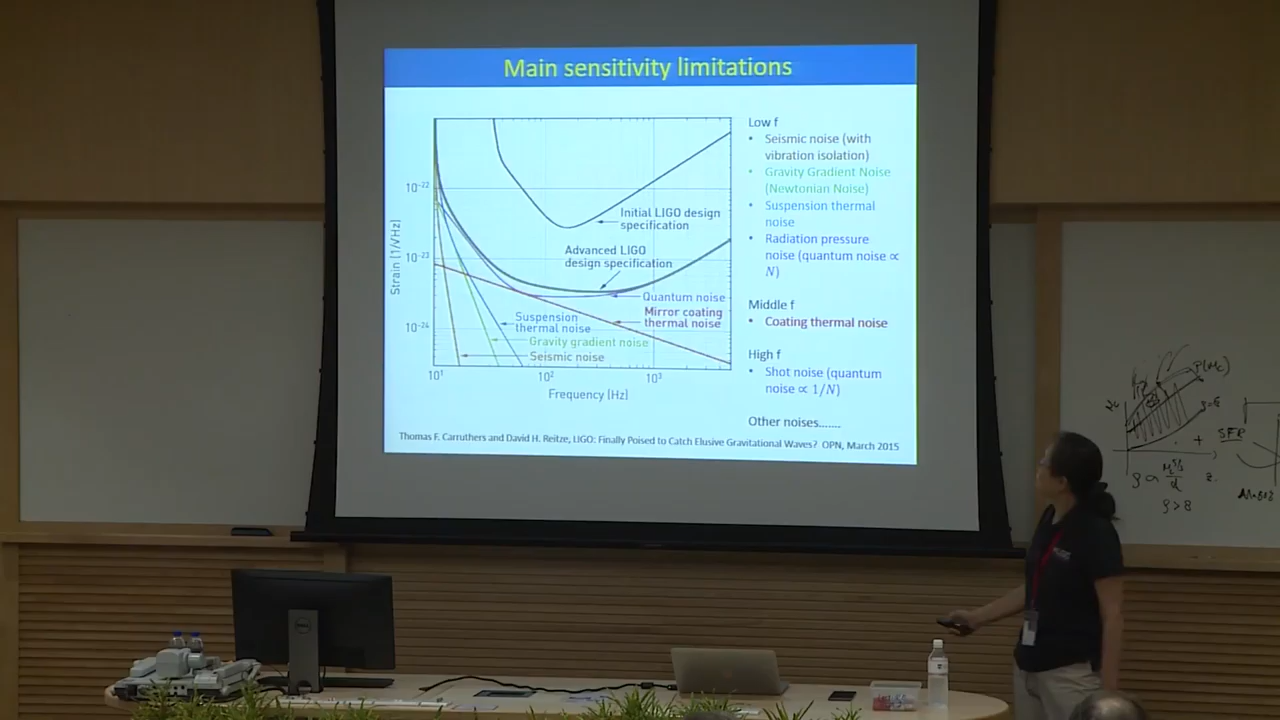 Main sensitivity limitations
10⁻²²
10⁻²³
10⁻²⁴
Strain (1/√Hz)
10¹
10²
10³
Frequency (Hz)
Initial LIGO design
specification
Advanced LIGO
design specification
Quantum noise
Mirror coating
thermal noise
Suspension
thermal noise
Gravity gradient noise
Seismic noise
Low f
• Seismic noise (with
vibration isolation)
• Gravity Gradient Noise
(Newtonian Noise)
• Suspension thermal
noise
• Radiation pressure
noise (quantum noise ∝
N)
Middle f
• Coating thermal noise
High f
• Shot noise (quantum
noise ∝ 1/N)
Other noises.......
Thomas F. Carruthers and David H. Reitze, LIGO: Finally Poised to Catch Elusive Gravitational Waves? OPN, March 2015
SFR
ρ>8
DELL